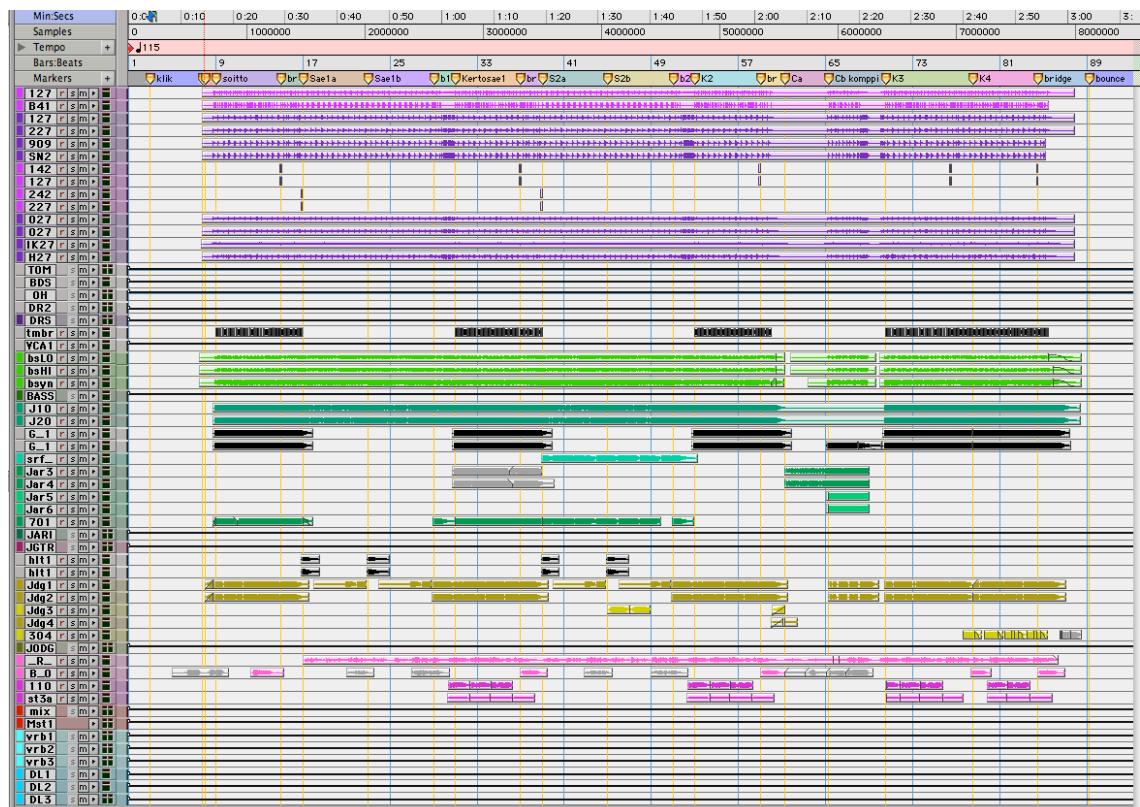 Min:Secs 0:0 0:10 0:20 0:30 0:40 0:50 1:00 1:10 1:20 1:30 1:40 1:50 2:00 2:10 2:20 2:30 2:40 2:50 3:00 3:
Samples 0 1000000 2000000 3000000 4000000 5000000 6000000 7000000 8000000
Tempo + 115
Bars:Beats 1 9 17 25 33 41 49 57 65 73 81 89
Markers + klik soitto br Sae1a Sae1b b1 Kertosae1 br S2a S2b b2 K2 br Ca Cb komppi K3 K4 bridge bounce
127 r s m
B41 r s m
127 r s m
227 r s m
909 r s m
SN2 r s m
142 r s m
127 r s m
242 r s m
227 r s m
027 r s m
027 r s m
IK27 r s m
H27 r s m
TOM s m
BDS s m
OH s m
DR2 s m
DRS s m
tmbr r s m
VCA1 r s m
bsLO r s m
bsHI r s m
bsyn r s m
BASS s m
J10 r s m
J20 r s m
G_1 r s m
G_1 r s m
srf_ r s m
Jar3 r s m
Jar4 r s m
Jar5 r s m
Jar6 r s m
701 r s m
JARI s m
JGTR s m
hlt1 r s m
hlt1 r s m
Jdg1 r s m
Jdg2 r s m
Jdg3 r s m
Jdg4 r s m
304 r s m
JODG s m
_R_ r s m
B_0 r s m
110 r s m
st3a r s m
mix s m
Mst1 m
vrb1 s m
vrb2 s m
vrb3 s m
DL1 s m
DL2 s m
DL3 s m